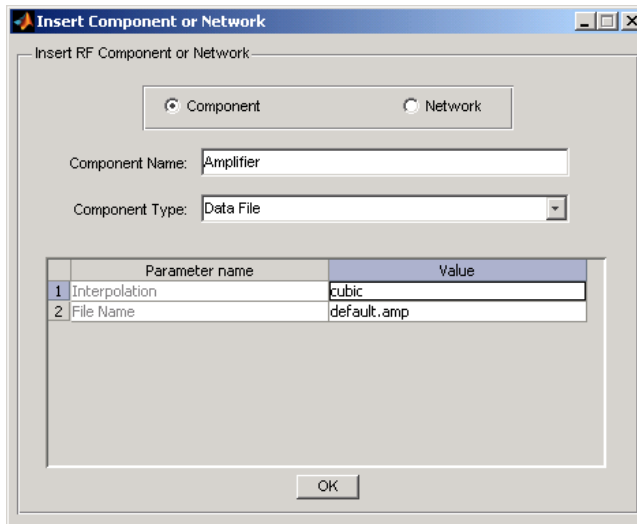 Insert Component or Network
Insert RF Component or Network
Component Network
Component Name: Amplifier
Component Type: Data File
Parameter name Value
1 Interpolation cubic
2 File Name default.amp
OK